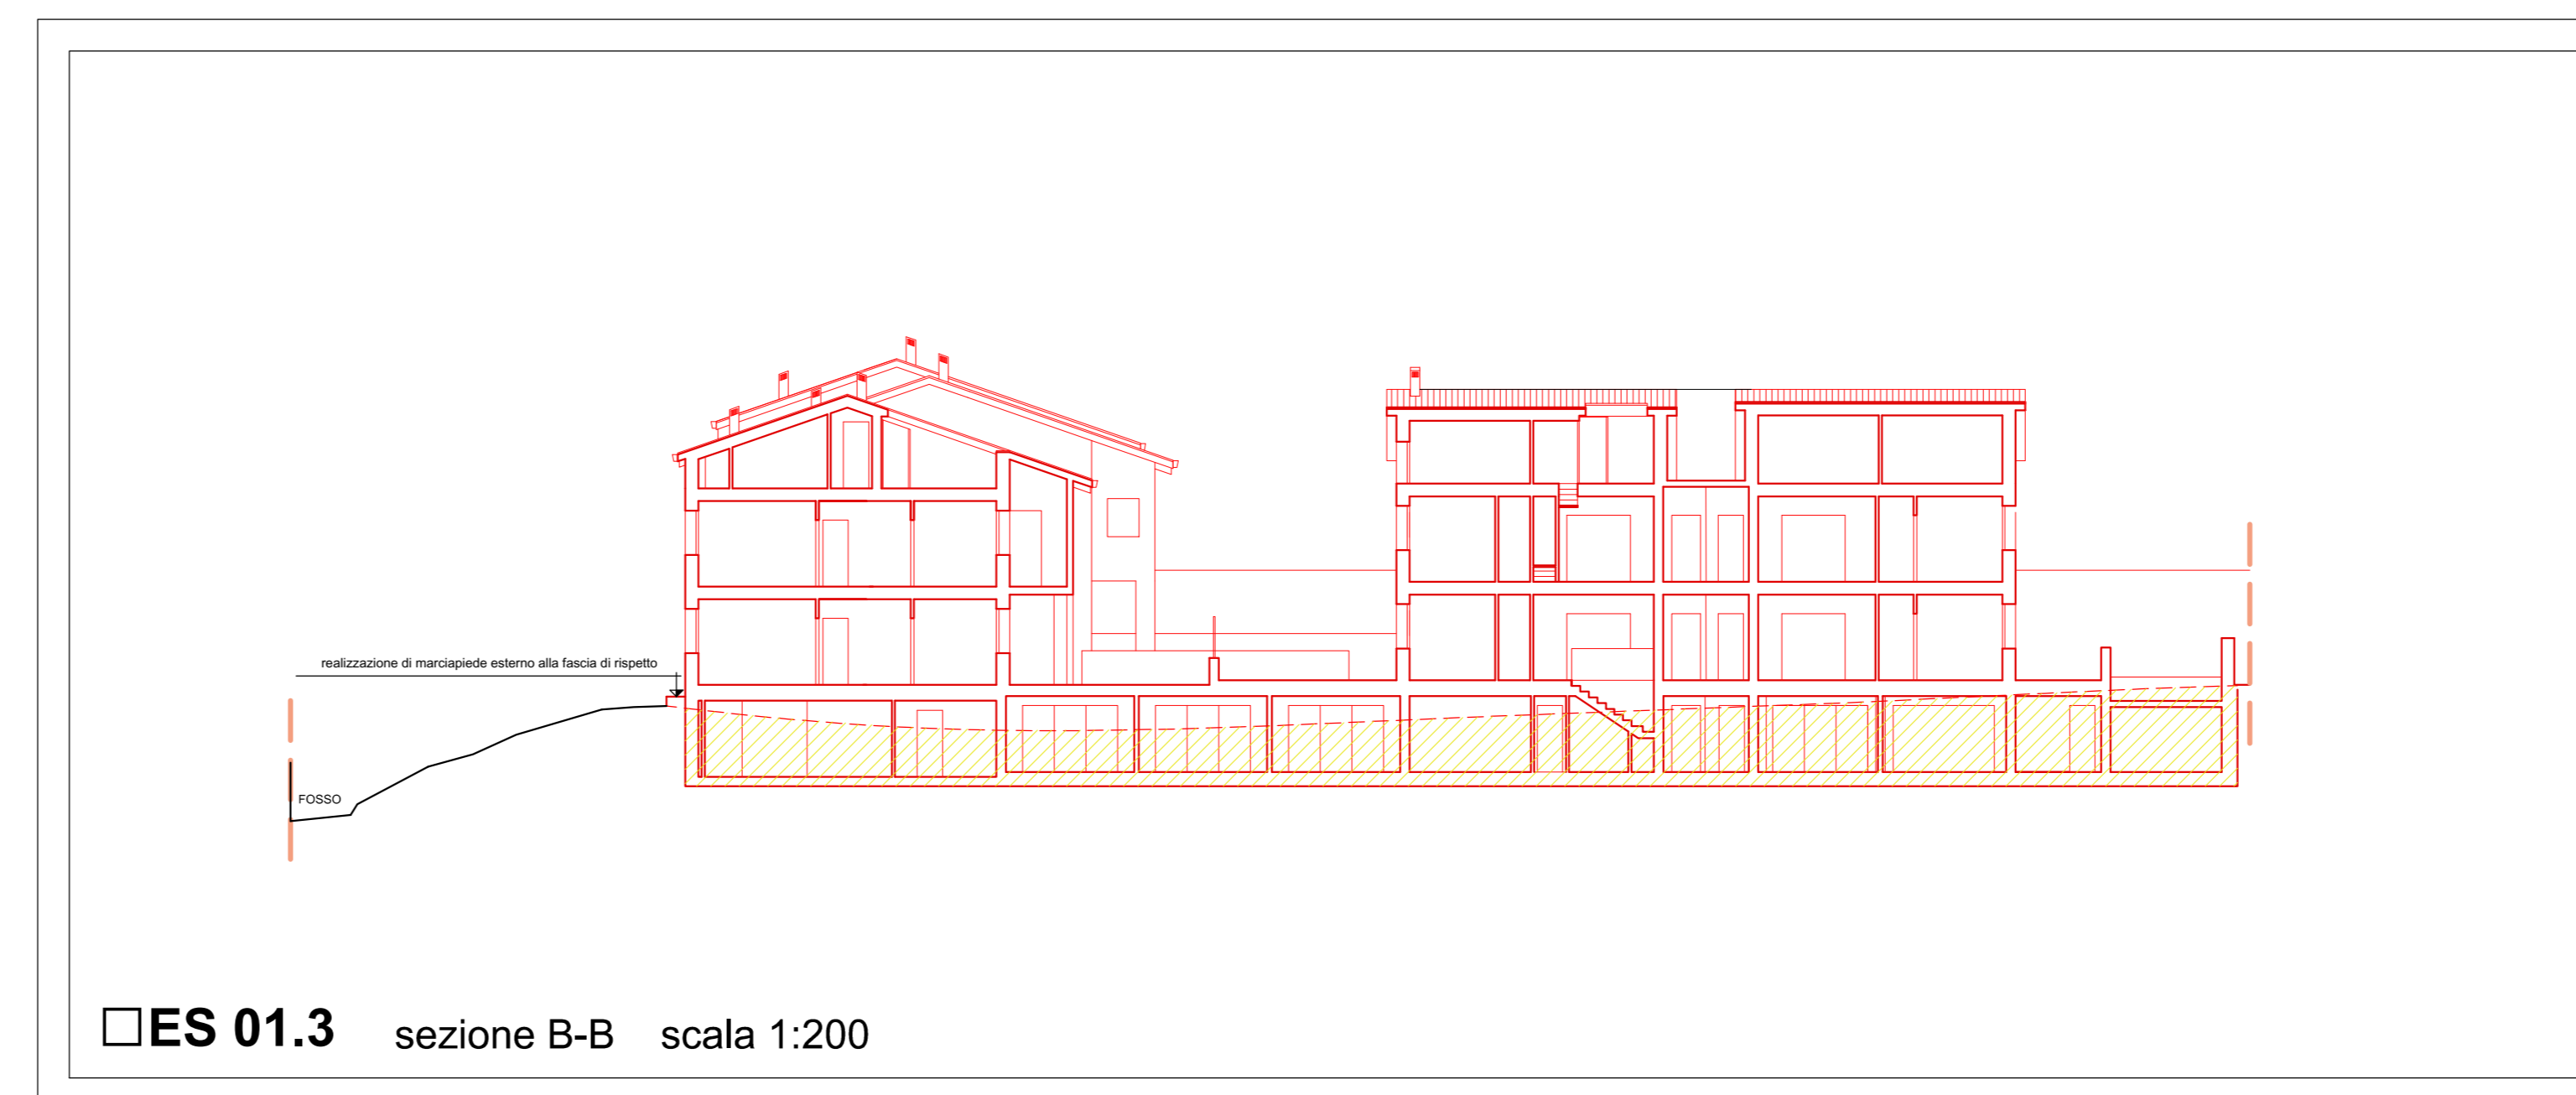 realizzazione di marciapiede esterno alla fascia di rispetto
FOSSO
□ES 01.3 sezione B-B scala 1:200